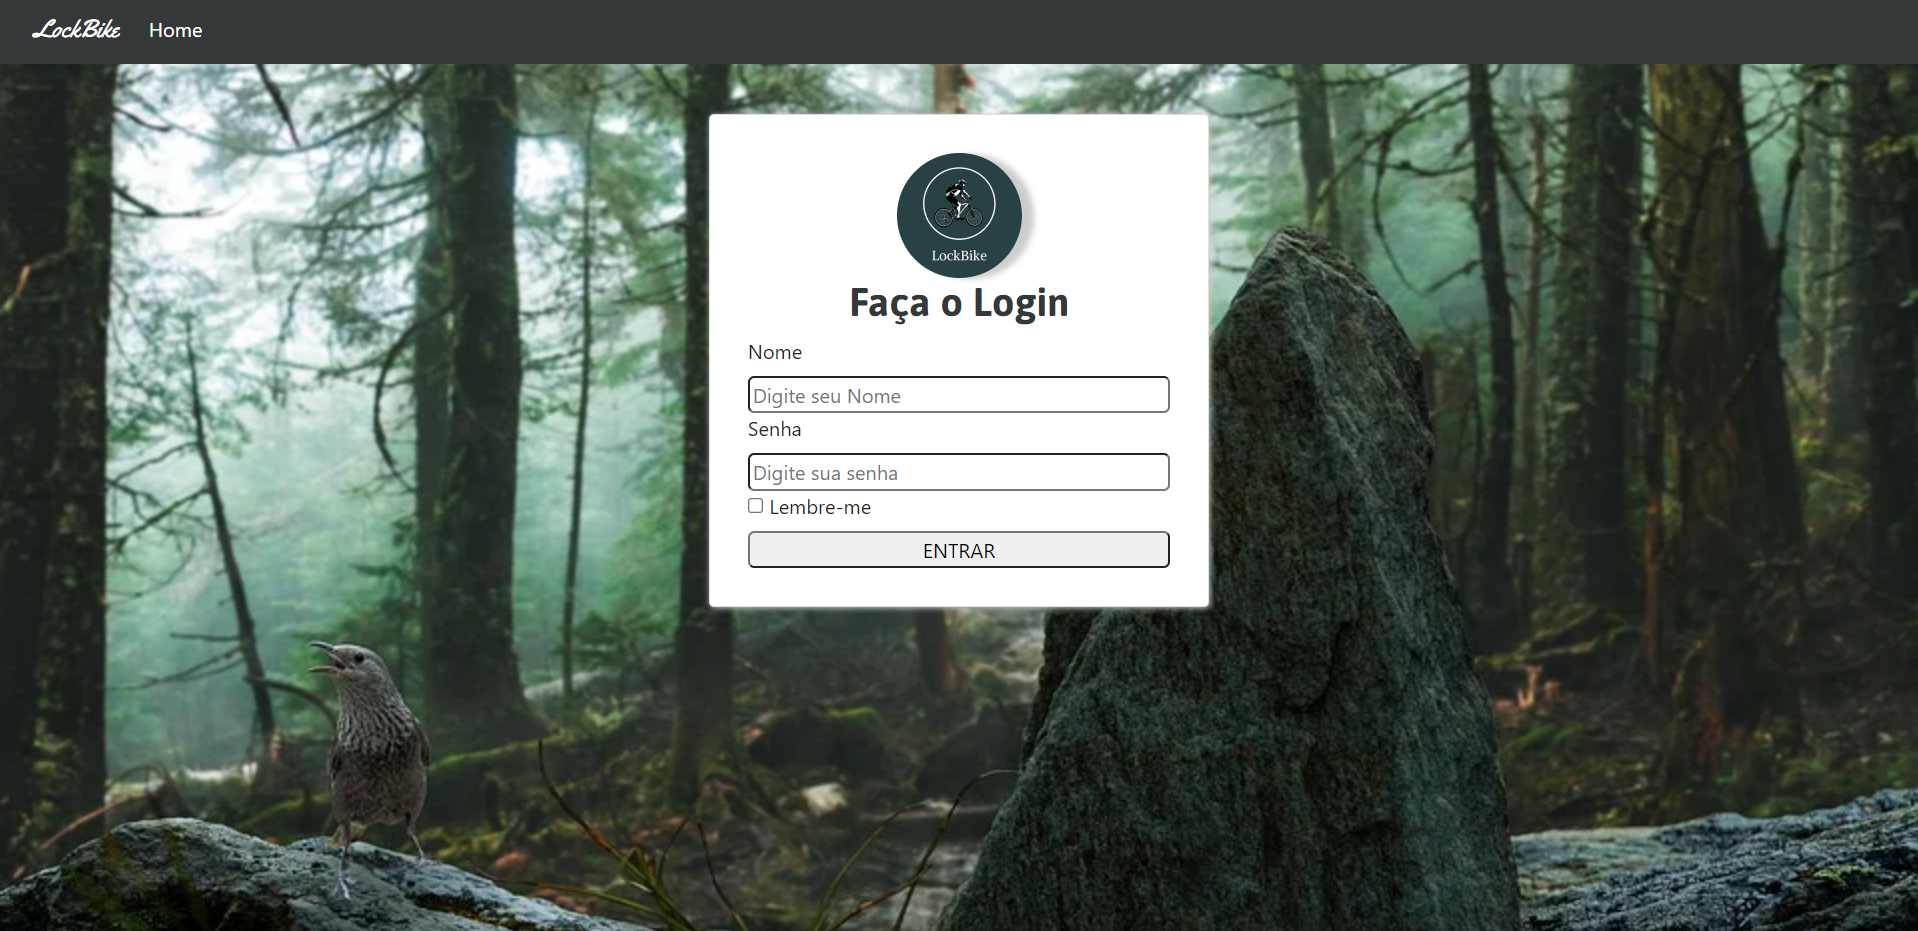 LockBike Home
LockBike
Faça o Login
Nome
Digite seu Nome
Senha
Digite sua senha
Lembre-me
ENTRAR